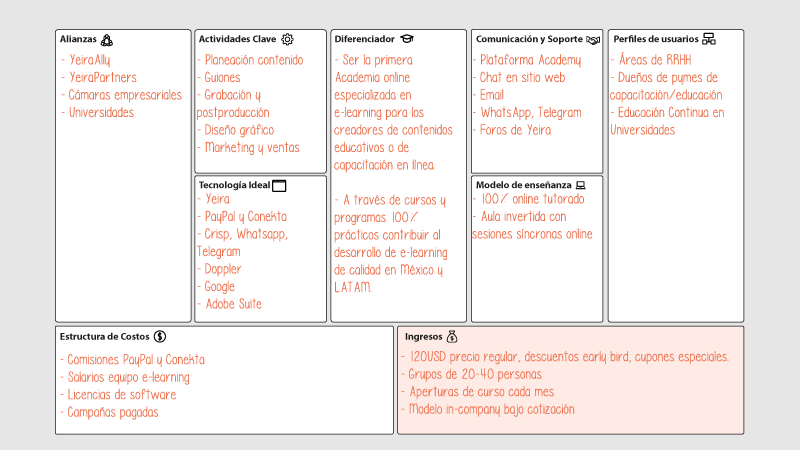 Alianzas
- YeiraAlly
- YeiraPartners
- Cámaras empresariales
- Universidades
Actividades Clave
- Planeación contenido
- Guiones
- Grabación y
postproducción
- Diseño gráfico
- Marketing y ventas
Tecnología Ideal
- Yeira
- PayPal y Conekta
- Crisp, Whatsapp,
Telegram
- Doppler
- Google
- Adobe Suite
Diferenciador
- Ser la primera
Academia online
especializada en
e-learning para los
creadores de contenidos
educativos o de
capacitación en línea.
- A través de cursos y
programas 100%
prácticos contribuir al
desarrollo de e-learning
de calidad en México y
LATAM.
Comunicación y Soporte
- Plataforma Academy
- Chat en sitio web
- Email
- WhatsApp, Telegram
- Foros de Yeira
Modelo de enseñanza
- 100% online tutorado
- Aula invertida con
sesiones síncronas online
Perfiles de usuarios
- Áreas de RRHH
- Dueños de pymes de
capacitación/educación
- Educación Continua en
Universidades
Estructura de Costos
- Comisiones PayPal y Conekta
- Salarios equipo e-learning
- Licencias de software
- Campañas pagadas
Ingresos
- 120USD precio regular, descuentos early bird, cupones especiales.
- Grupos de 20-40 personas
- Aperturas de curso cada mes
- Modelo in-company bajo cotización